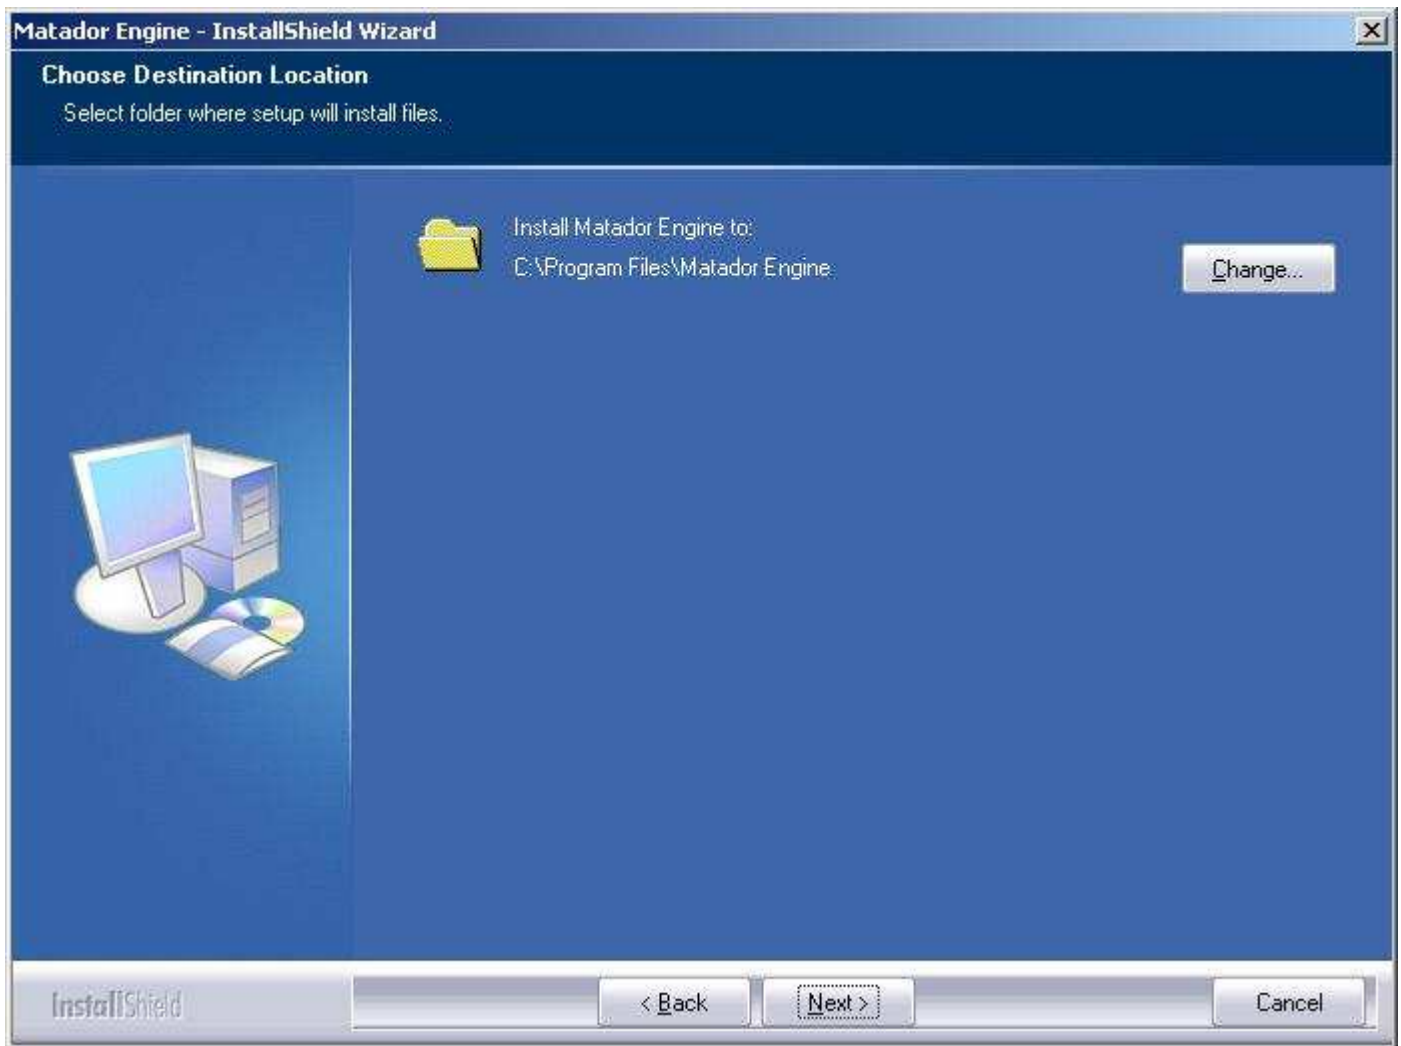 Matador Engine - InstallShield Wizard
Choose Destination Location
Select folder where setup will install files.
Install Matador Engine to:
C:\Program Files\Matador Engine
Change...
InstallShield
< Back
Next >
Cancel